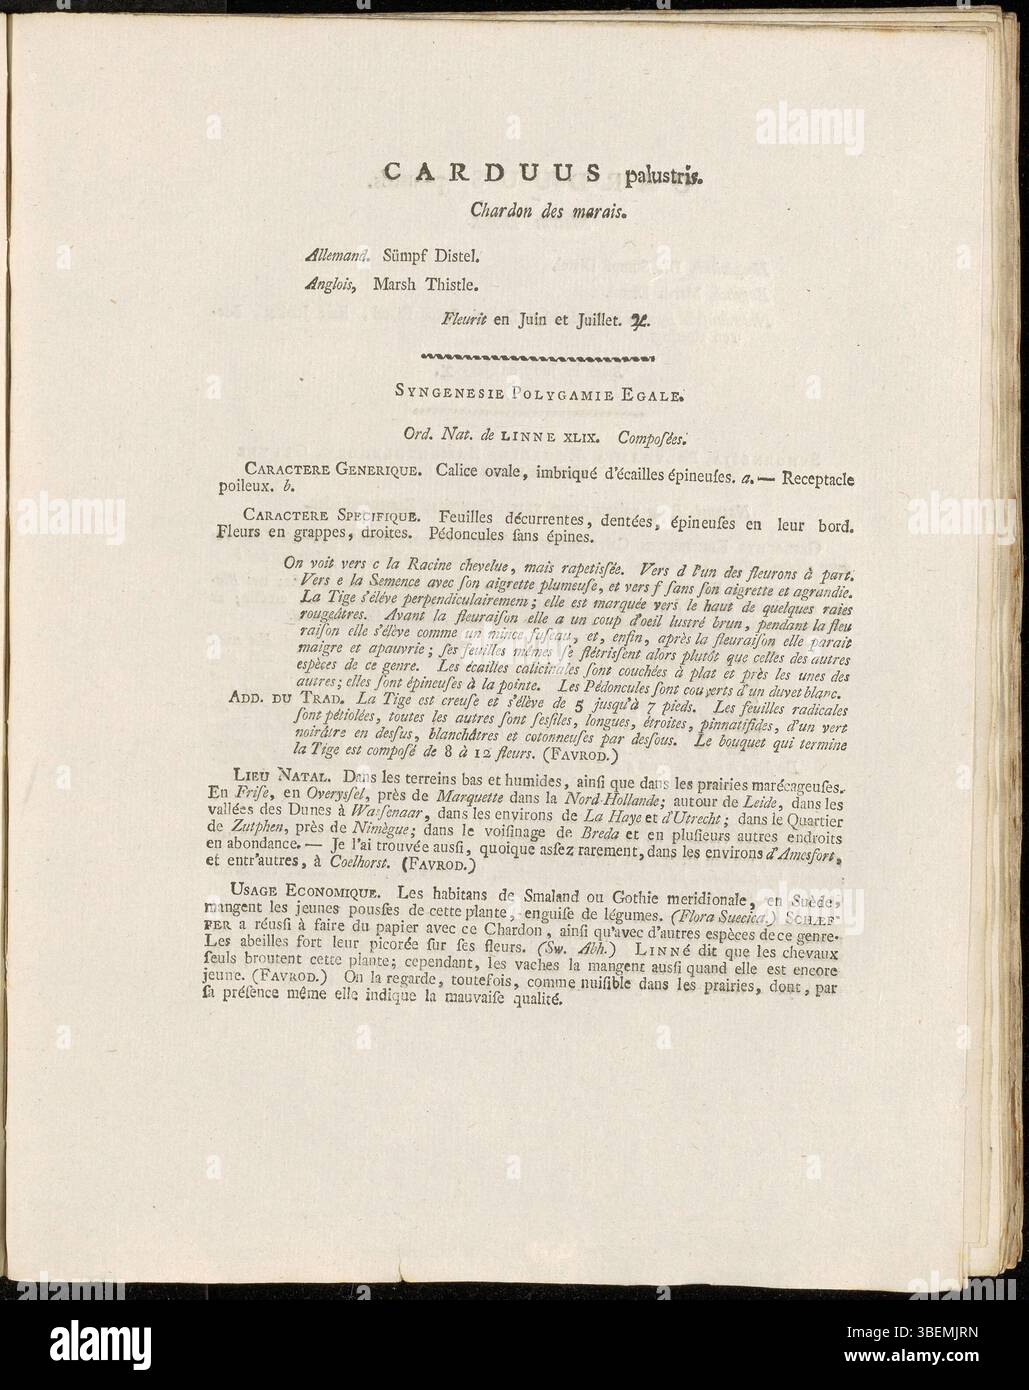 CARDUUS paluſtris.
Chardon des marais.
Allemand. Sümpf Distel.
Anglois, Marsh Thistle.
Fleurit en Juin et Juillet. ♃.
SYNGENESIE POLYGAMIE EGALE.
Ord. Nat. de LINNE XLIX. Compoſées.
CARACTERE GENERIQUE. Calice ovale, imbriqué d'écailles épineuſes. a. — Receptacle
poileux. b.
CARACTERE SPECIFIQUE. Feuilles décurrentes, dentées, épineuſes en leur bord.
Fleurs en grappes, droites. Pédoncules ſans épines.
On voit vers c la Racine chevelue, mais rapetiſſée. Vers d l'un des fleurons à part.
Vers e la Semence avec ſon aigrette plumeuſe, et vers f ſans ſon aigrette et agrandie.
La Tige s'éléve perpendiculairement; elle est marquée vers le haut de quelques raies
rougeâtres. Avant la fleuraiſon elle a un coup d'oeil lustré brun, pendant la fleu
raiſon elle s'élève comme un mince fuſeau, et, enfin, après la fleuraiſon elle parait
maigre et apauvrie; ſes feuilles mêmes ſe flétriſſent alors plutôt que celles des autres
espèces de ce genre. Les écailles calicinales ſont couchées à plat et près les unes des
autres; elles ſont épineuſes à la pointe. Les Pédoncules ſont couverts d'un duvet blanc.
ADD. DU TRAD. La Tige est creuſe et s'élève de 5 jusqu'à 7 pieds. Les feuilles radicales
ſont pétiolées, toutes les autres ſont ſeſſiles, longues, étroites, pinnatifides, d'un vert
noirâtre en deſſus, blanchâtres et cotonneuſes par deſſous. Le bouquet qui termine
la Tige est compoſé de 8 à 12 fleurs. (FAVROD.)
LIEU NATAL. Dans les terreins bas et humides, ainſi que dans les prairies marécageuſes.
En Friſe, en Overyſſel, près de Marquette dans la Nord-Hollande; autour de Leide, dans les
vallées des Dunes à Waſſenaar, dans les environs de La Haye et d'Utrecht; dans le Quartier
de Zutphen, près de Nimègue; dans le voiſinage de Breda et en pluſieurs autres endroits
en abondance. — Je l'ai trouvée auſſi, quoique aſſez rarement, dans les environs d'Amesfort,
et entr'autres, à Coelhorst. (FAVROD.)
USAGE ECONOMIQUE. Les habitans de Smaland ou Gothie meridionale, en Suède,
mangent les jeunes pouſſes de cette plante, enguiſe de légumes. (Flora Suecica.) SCHÆF-
FER a réuſſi à faire du papier avec ce Chardon, ainſi qu'avec d'autres espèces de ce genre.
Les abeilles fort leur picorée ſur ſes fleurs. (Sw. Abh.) LINNÉ dit que les chevaux
ſeuls broutent cette plante; cependant, les vaches la mangent auſſi quand elle est encore
jeune. (FAVROD.) On la regarde, toutefois, comme nuiſible dans les prairies, dont, par
ſa préſence même elle indique la mauvaiſe qualité.
alamy
Image ID: 3BEMJRN
www.alamy.com